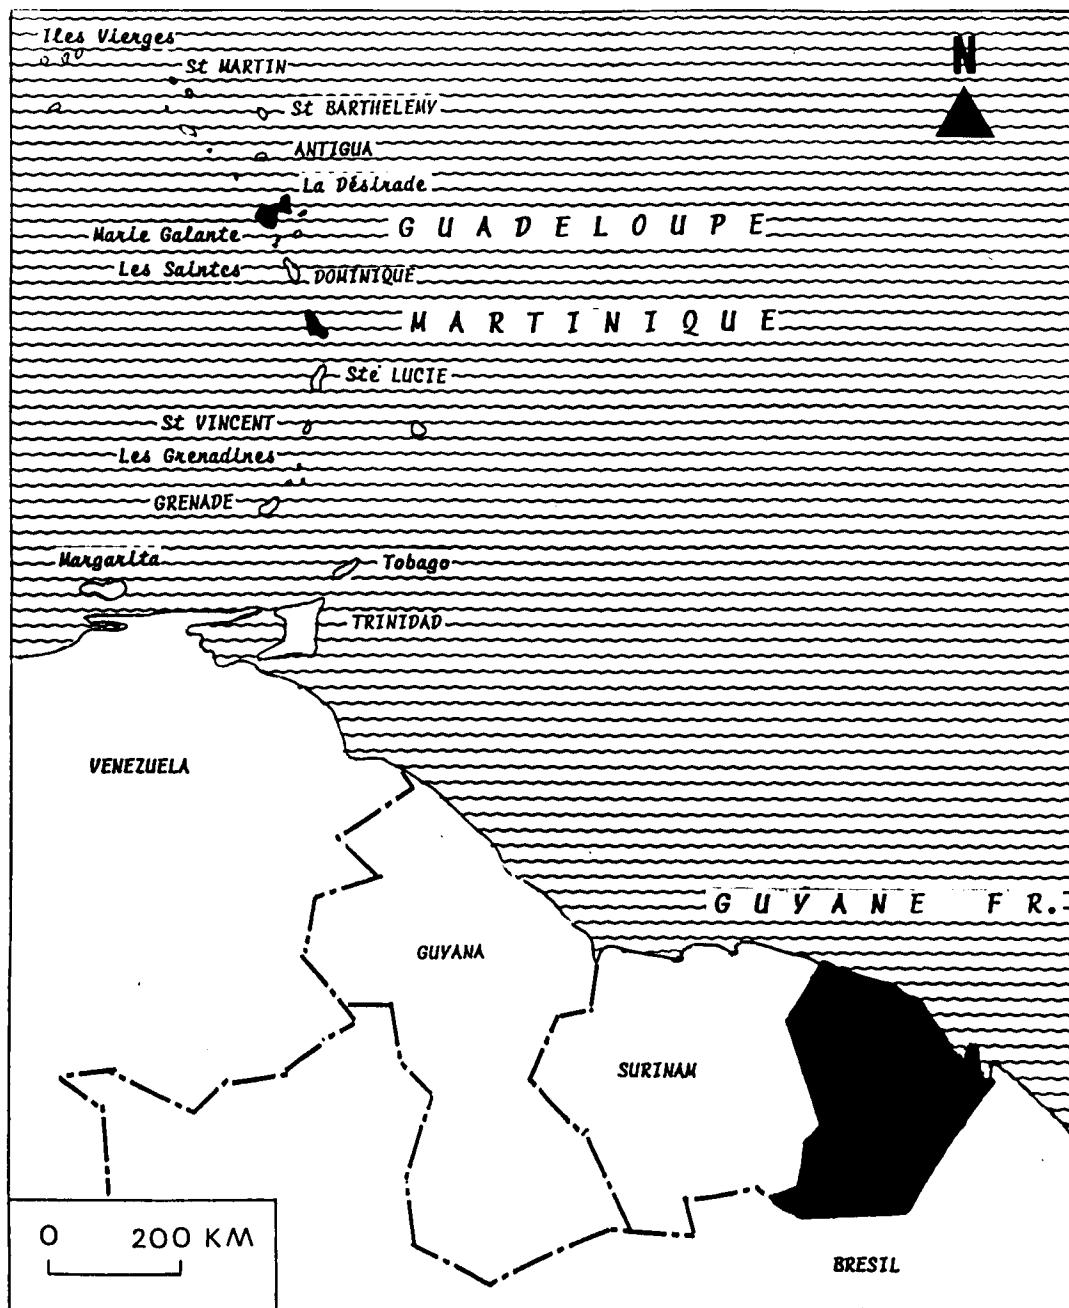 Iles Vierges
St MARTIN
N
St BARTHELEMY
ANTIGUA
La Désirade
GUADELOUPE
Marie Galante
Les Saintes
DOMINIQUE
MARTINIQUE
Ste LUCIE
St VINCENT
Les Grenadines
GRENADE
Margarita
Tobago
TRINIDAD
VENEZUELA
GUYANE FR.
GUYANA
SURINAM
0 200 KM
BRESIL